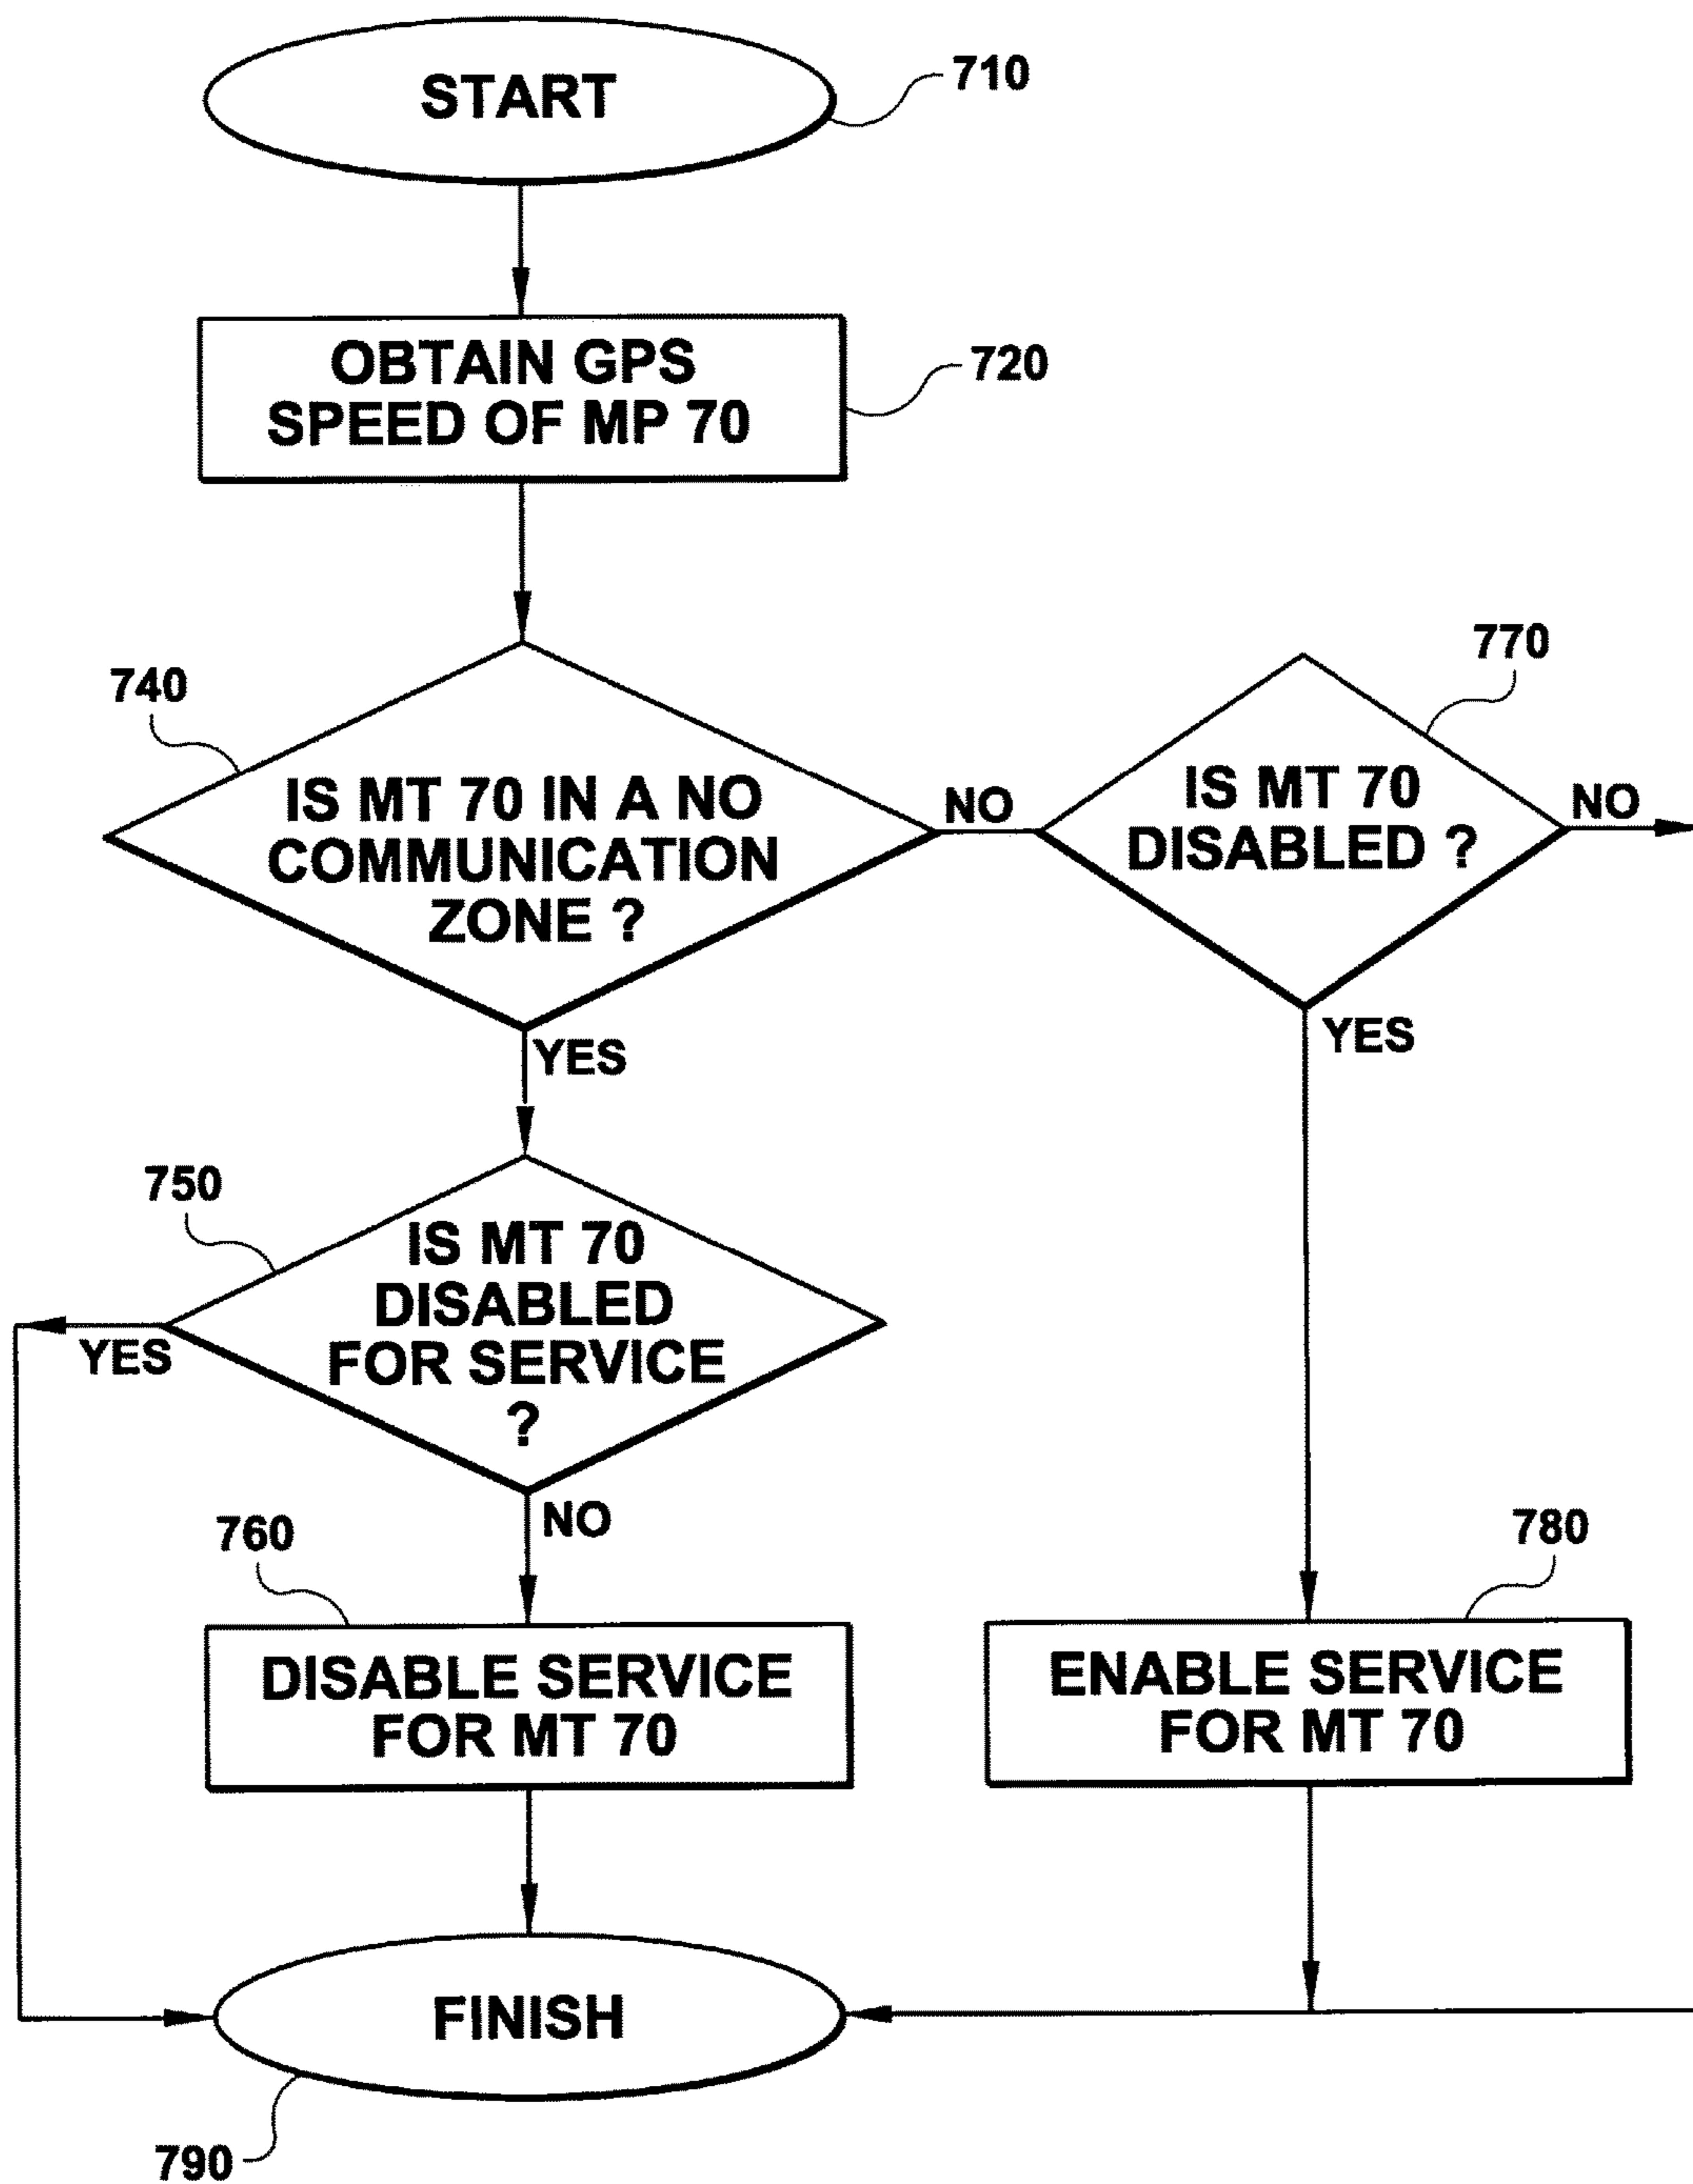 START
710
OBTAIN GPS
SPEED OF MP 70
720
740
IS MT 70 IN A NO
COMMUNICATION
ZONE ?
NO
770
IS MT 70
DISABLED ?
NO
YES
YES
750
IS MT 70
DISABLED
FOR SERVICE
?
YES
NO
760
DISABLE SERVICE
FOR MT 70
780
ENABLE SERVICE
FOR MT 70
FINISH
790